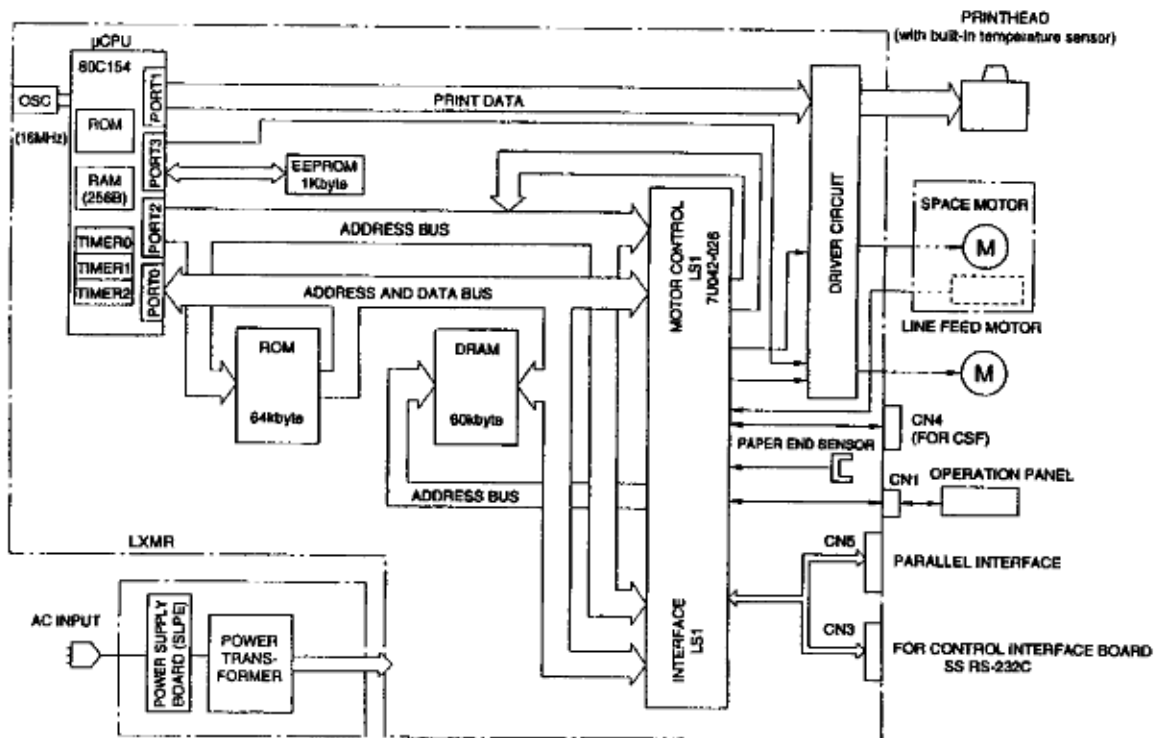 PRINTHEAD
(with built-in temperature sensor)
µCPU
80C154
OSC
(16MHz)
ROM
RAM
(256B)
TIMER0
TIMER1
TIMER2
PORT1
PORT3
PORT2
PORT0
PRINT DATA
EEPROM
1Kbyte
ADDRESS BUS
ADDRESS AND DATA BUS
ROM
64kbyte
DRAM
60kbyte
ADDRESS BUS
MOTOR CONTROL
LS1
7U042-026
INTERFACE
LS1
DRIVER CIRCUIT
SPACE MOTOR
M
LINE FEED MOTOR
M
CN4
(FOR CSF)
PAPER END SENSOR
CN1
OPERATION PANEL
CN5
PARALLEL INTERFACE
CN3
FOR CONTROL INTERFACE BOARD
SS RS-232C
LXMR
AC INPUT
POWER SUPPLY
BOARD (SLPE)
POWER
TRANS-
FORMER